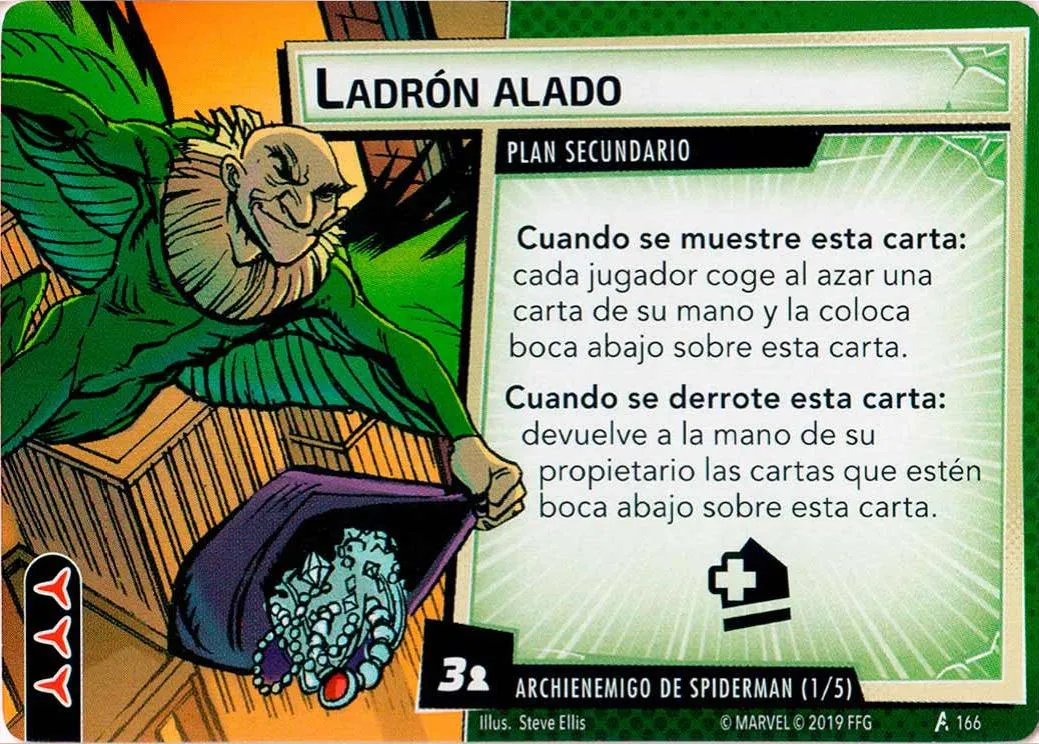 LADRÓN ALADO
PLAN SECUNDARIO
Cuando se muestre esta carta:
cada jugador coge al azar una
carta de su mano y la coloca
boca abajo sobre esta carta.
Cuando se derrote esta carta:
devuelve a la mano de su
propietario las cartas que estén
boca abajo sobre esta carta.
3
ARCHIENEMIGO DE SPIDERMAN (1/5)
Illus. Steve Ellis © MARVEL © 2019 FFG 166